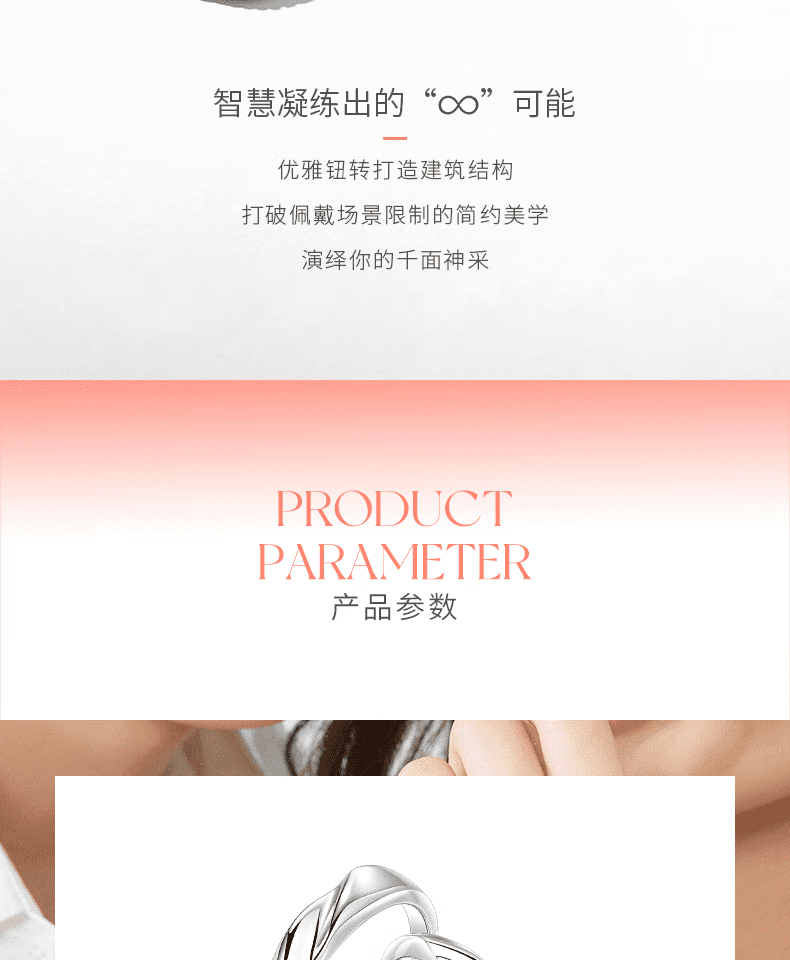 智慧凝练出的“∞”可能
优雅钮转打造建筑结构
打破佩戴场景限制的简约美学
演绎你的千面神采
PRODUCT
PARAMETER
产品参数